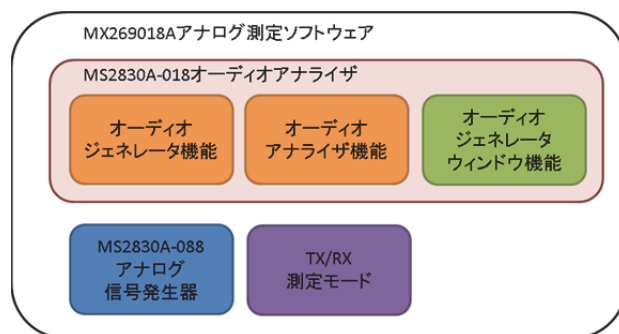 MX269018Aアナログ測定ソフトウェア
MS2830A-018オーディオアナライザ
オーディオ
ジェネレータ機能
オーディオ
アナライザ機能
オーディオ
ジェネレータ
ウィンドウ機能
MS2830A-088
アナログ
信号発生器
TX/RX
測定モード